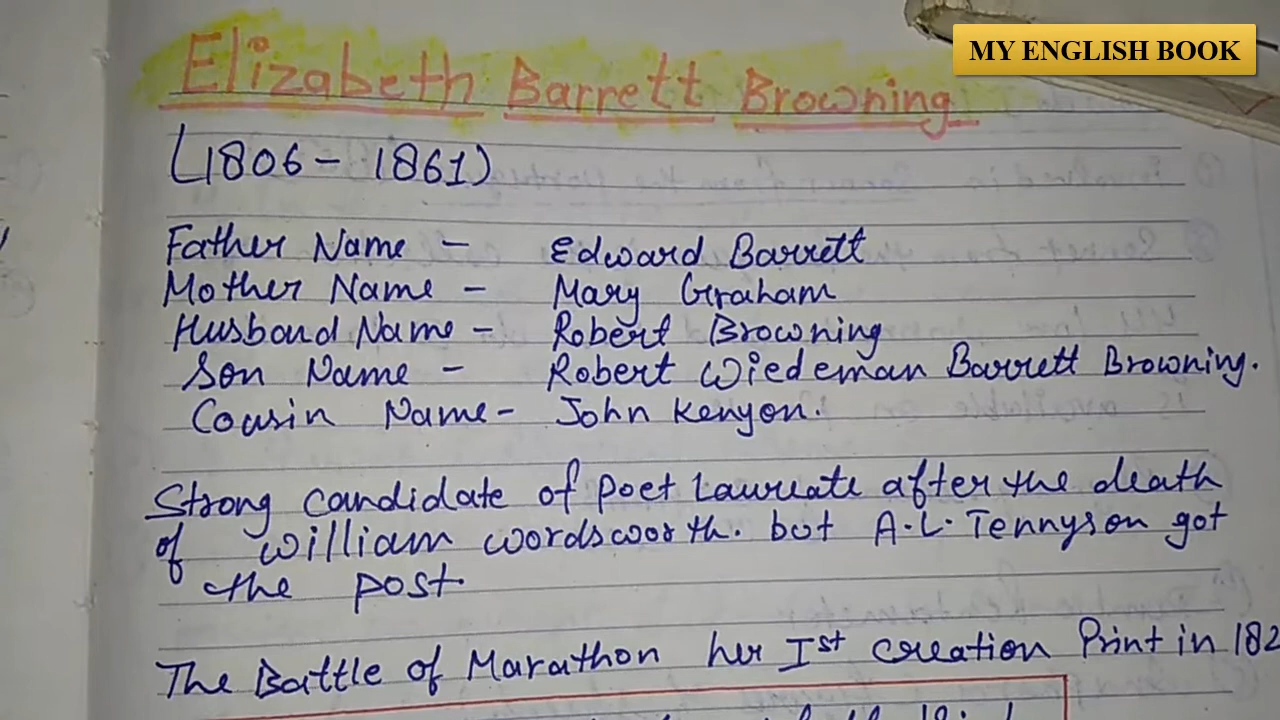 MY ENGLISH BOOK
Elizabeth Barrett Browning
(1806 - 1861)
Father Name - Edward Barrett
Mother Name - Mary Graham
Husband Name - Robert Browning
Son Name - Robert Wiedeman Barrett Browning.
Cousin Name - John Kenyon.
Strong candidate of Poet Laureate after the death
of William Wordsworth. but A.L. Tennyson got
the post.
The Battle of Marathon her Ist creation Print in 182